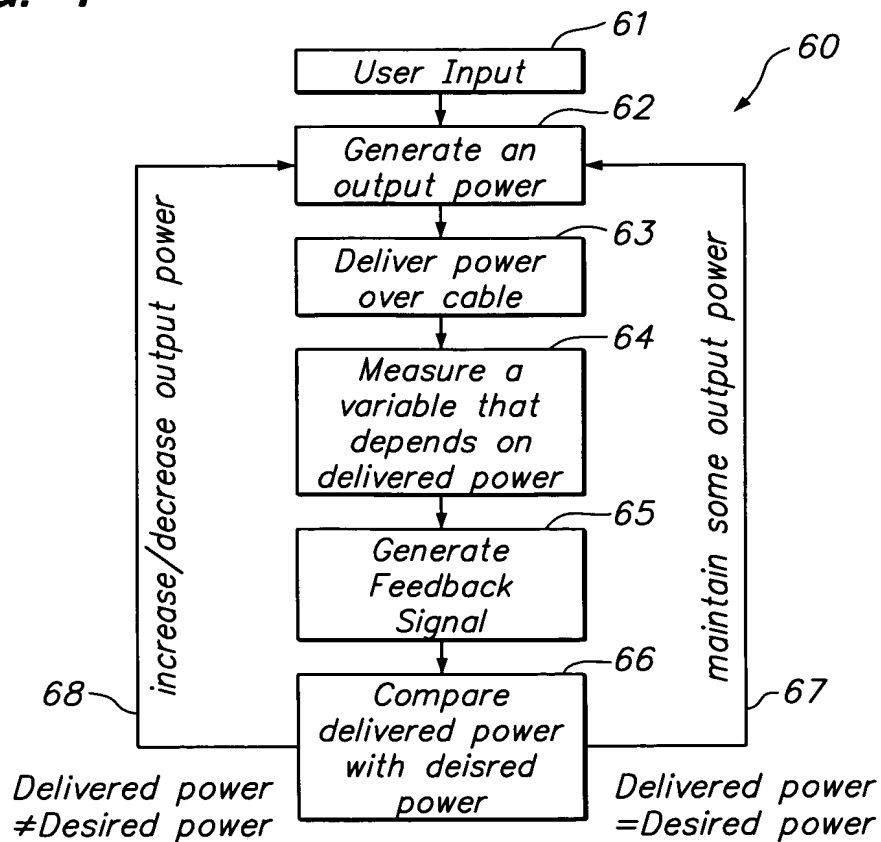 61
60
User Input
62
Generate an
output power
63
Deliver power
over cable
64
Measure a
variable that
depends on
delivered power
65
Generate
Feedback
Signal
66
Compare
delivered power
with deisred
power
increase/decrease output power
maintain some output power
68
67
Delivered power
≠Desired power
Delivered power
=Desired power